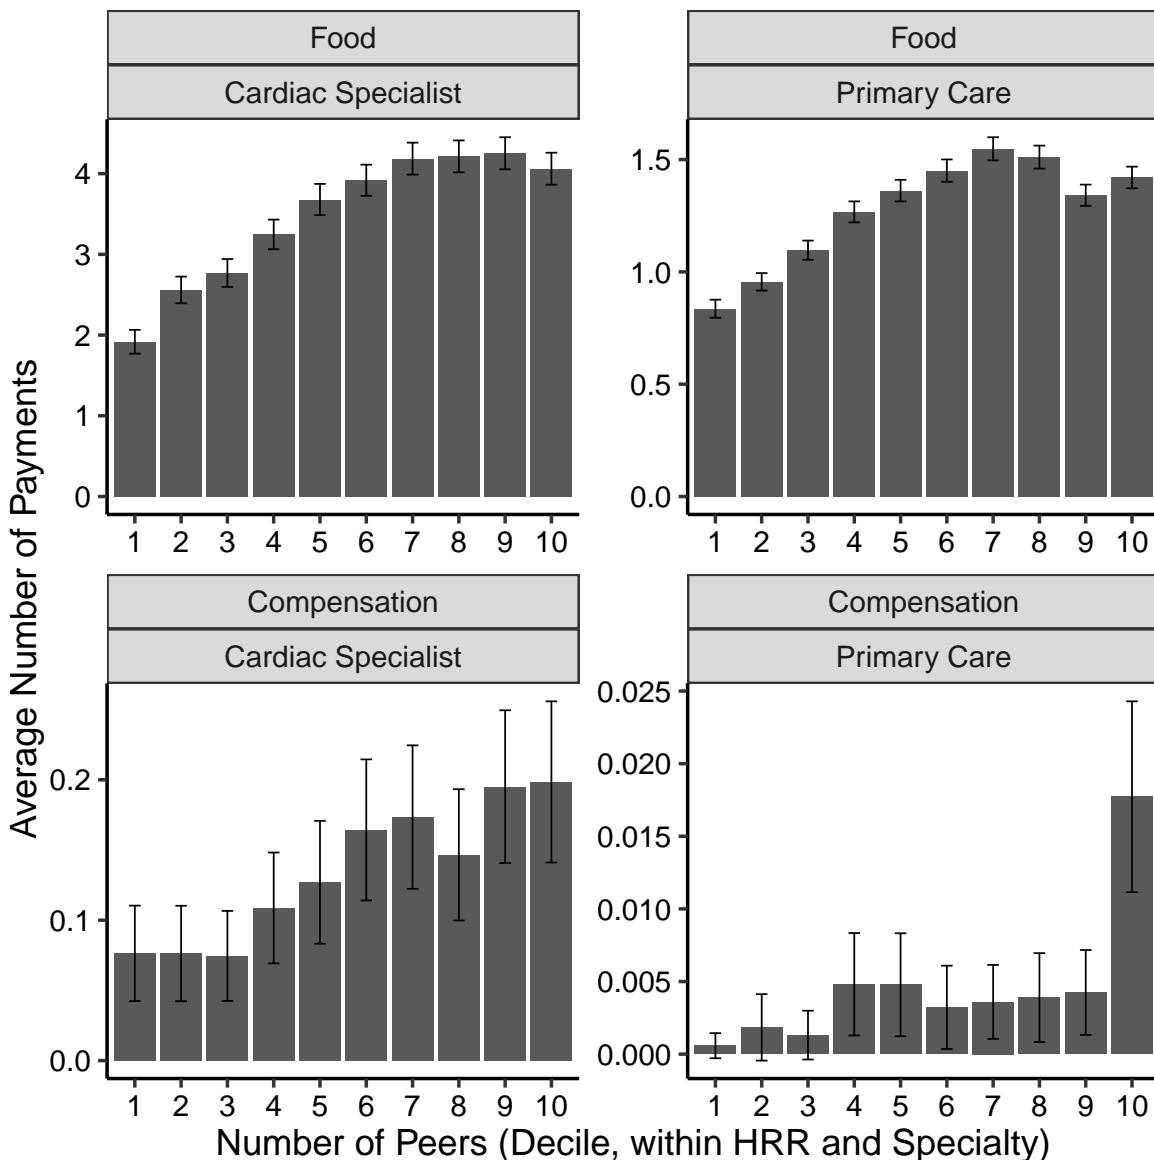 Food
Cardiac Specialist
Food
Primary Care
4
3
2
1
0
1.5
1.0
0.5
0.0
1 2 3 4 5 6 7 8 9 10
1 2 3 4 5 6 7 8 9 10
Average Number of Payments
Compensation
Cardiac Specialist
Compensation
Primary Care
0.2
0.1
0.0
0.025
0.020
0.015
0.010
0.005
0.000
1 2 3 4 5 6 7 8 9 10
1 2 3 4 5 6 7 8 9 10
Number of Peers (Decile, within HRR and Specialty)